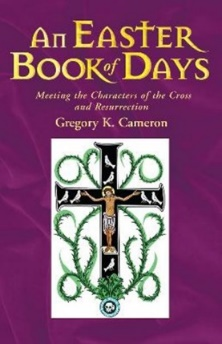 AN EASTER
BOOK of DAYS
Meeting the Characters of the Cross
and Resurrection
Gregory K. Cameron